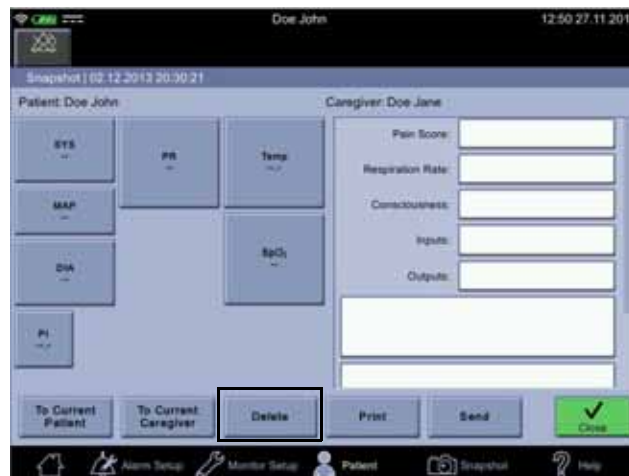 Doe John
12:50 27.11.201
Snapshot | 02.12.2013 20:30:21
Patient: Doe John
Caregiver: Doe Jane
SYS
--
PR
--
Temp
--.-
MAP
--
DIA
--
SpO₂
--
PI
--.-
Pain Score:
Respiration Rate:
Consciousness:
Inputs:
Outputs:
To Current Patient
To Current Caregiver
Delete
Print
Send
Close
Alarm Setup
Monitor Setup
Patient
Snapshot
Help